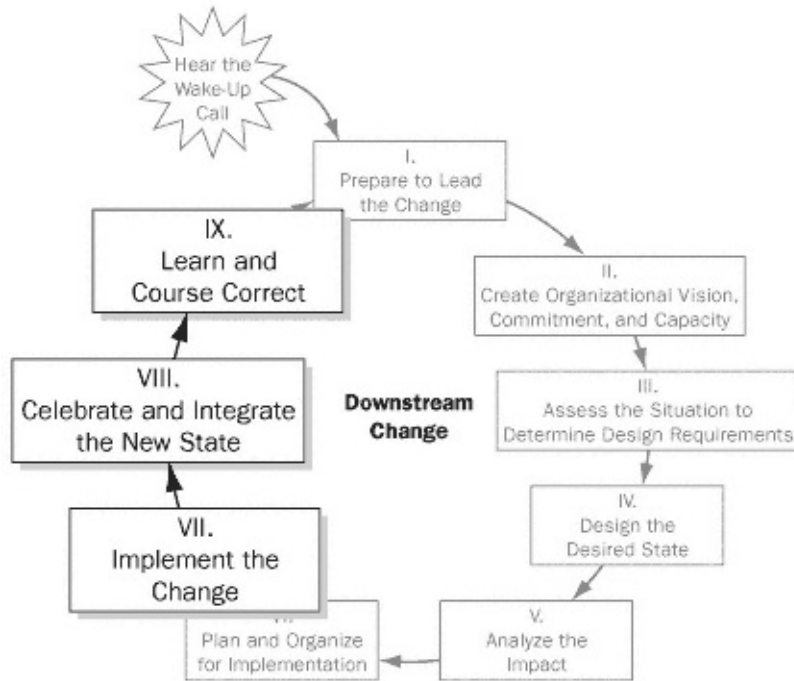 Hear the
Wake-Up
Call
I.
Prepare to Lead
the Change
II.
Create Organizational Vision,
Commitment, and Capacity
III.
Assess the Situation to
Determine Design Requirements
IV.
Design the
Desired State
V.
Analyze the
Impact
Plan and Organize
for Implementation
VII.
Implement the
Change
VIII.
Celebrate and Integrate
the New State
IX.
Learn and
Course Correct
Downstream
Change